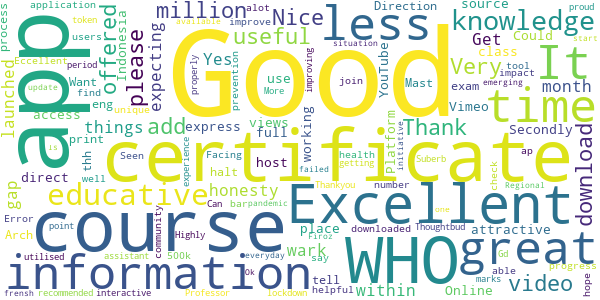 Good
certificate
app
course
WHO
Excellent
information
It
time
less
great
educative
million
Nice
offered
useful
knowledge
Very
Thank
add
please
video
download
application
token
users
process
launched
Indonesia
Want
find
period
eng
things
access
print
expecting
Yes
use
prevention
express
views
full
working
YouTube
join
Mast
Get
Could
source
Direction
available
alot
improve
situation
properly
More
improving
class
tool
impact
exam
emerging
proud
start
Vimeo
month
Secondly
Platform
initiative
failed
getting
health
host
Facing
halt
honesty
Seen
thh
unique
Eccellent
update
is
direct
well
gap
Arch
Error
point
frensh
recommended
utilised
interactive
assistant
500k
community
Highly
Professor
experience
Can
bar
pandemic
lockdown
Ok
everyday
Thankyou
number
downloaded
Firoz
Thoughtbud
place
wark
within
tell
say
helpful
Online
attractive
ap
check
Suberb
Regional
one
Gd
able
marks
progress
hope